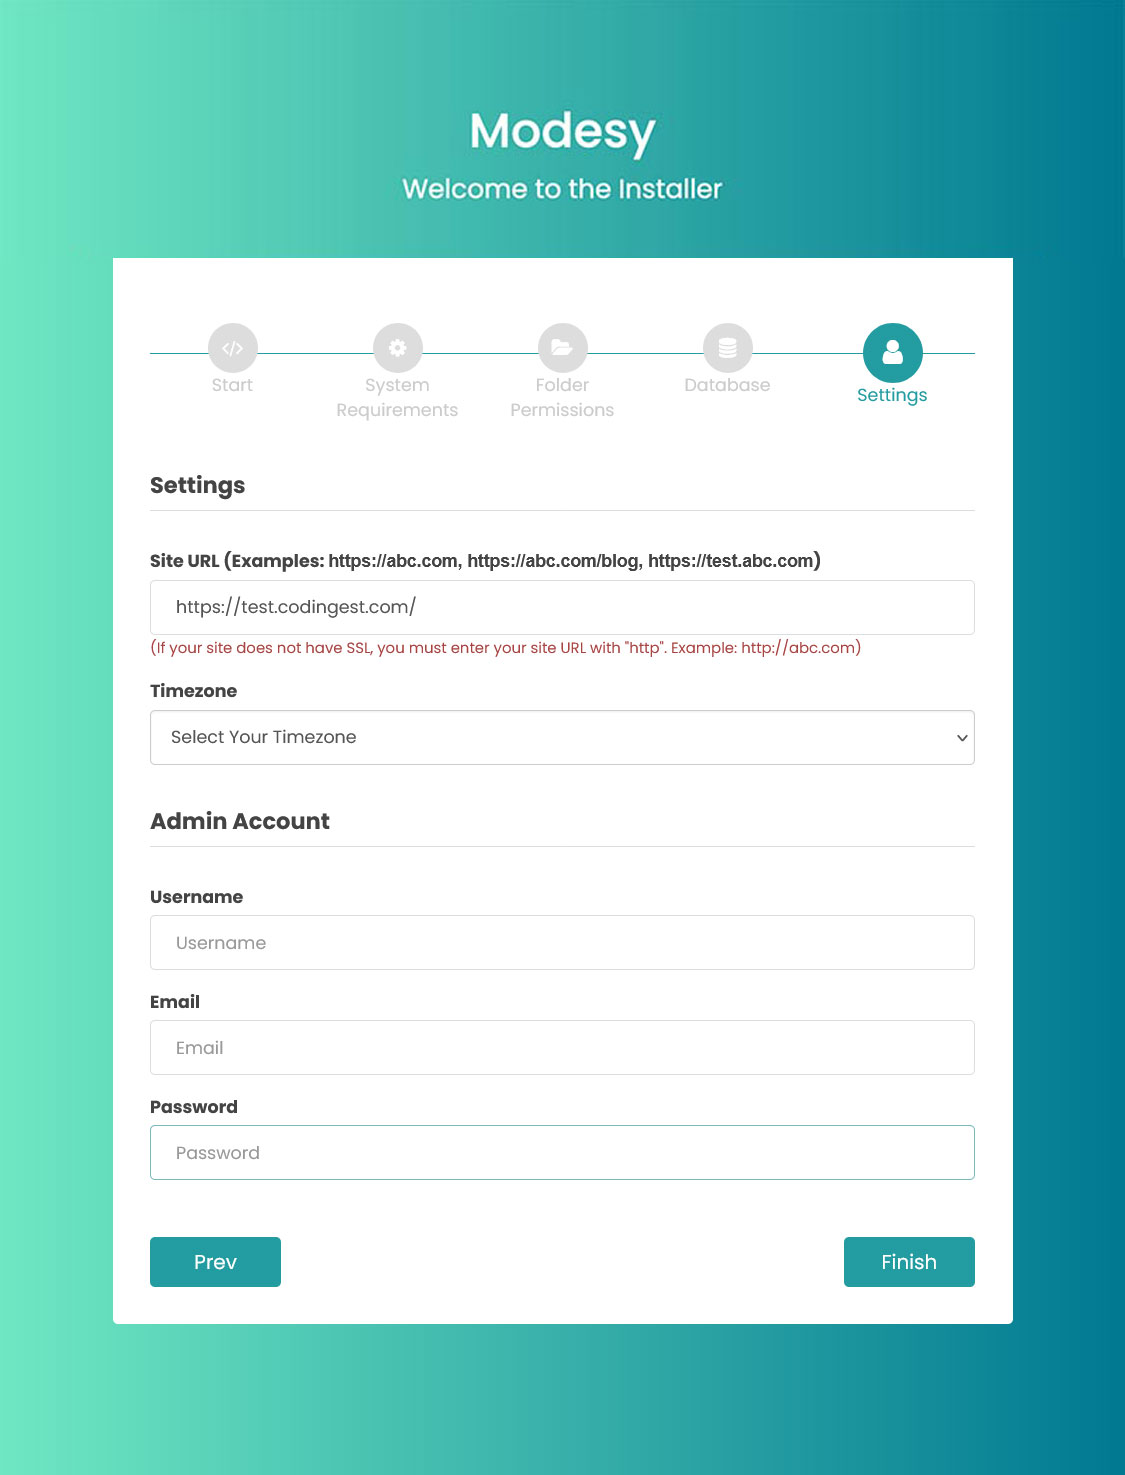 Modesy
Welcome to the Installer
Start
System
Requirements
Folder
Permissions
Database
Settings
Settings
Site URL (Examples: https://abc.com, https://abc.com/blog, https://test.abc.com)
https://test.codingest.com/
(If your site does not have SSL, you must enter your site URL with "http". Example: http://abc.com)
Timezone
Select Your Timezone
Admin Account
Username
Username
Email
Email
Password
Password
Prev
Finish